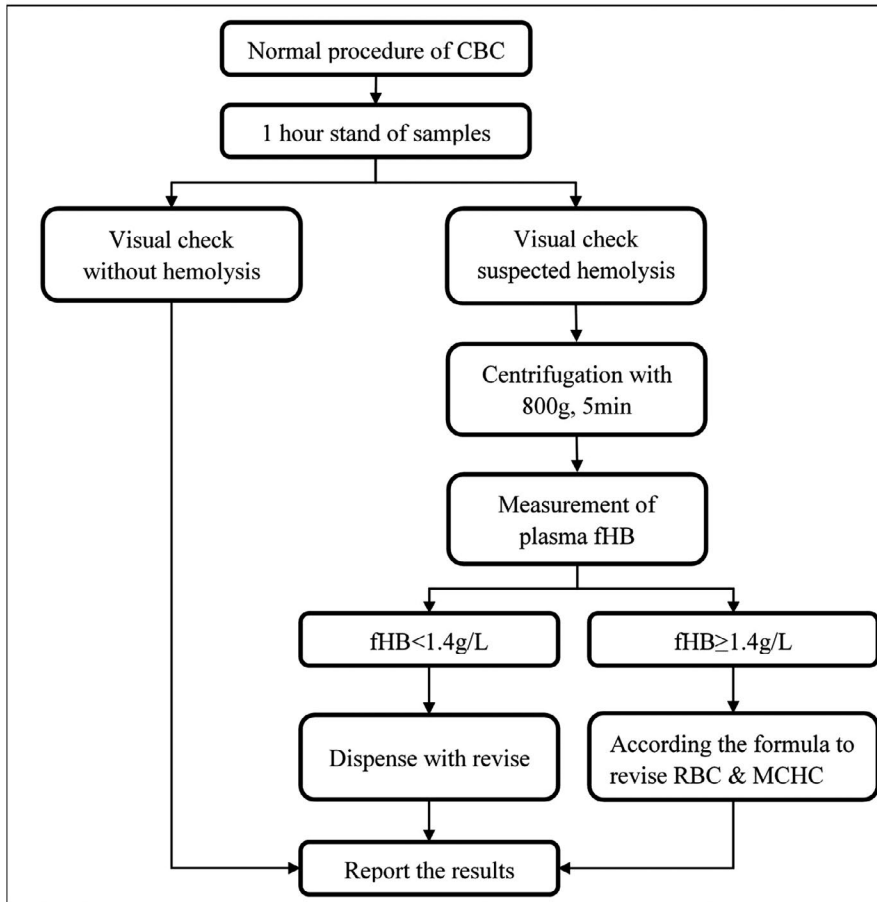 Normal procedure of CBC
1 hour stand of samples
Visual check
without hemolysis
Visual check
suspected hemolysis
Centrifugation with
800g, 5min
Measurement of
plasma fHB
fHB<1.4g/L
fHB≥1.4g/L
Dispense with revise
According the formula to
revise RBC & MCHC
Report the results